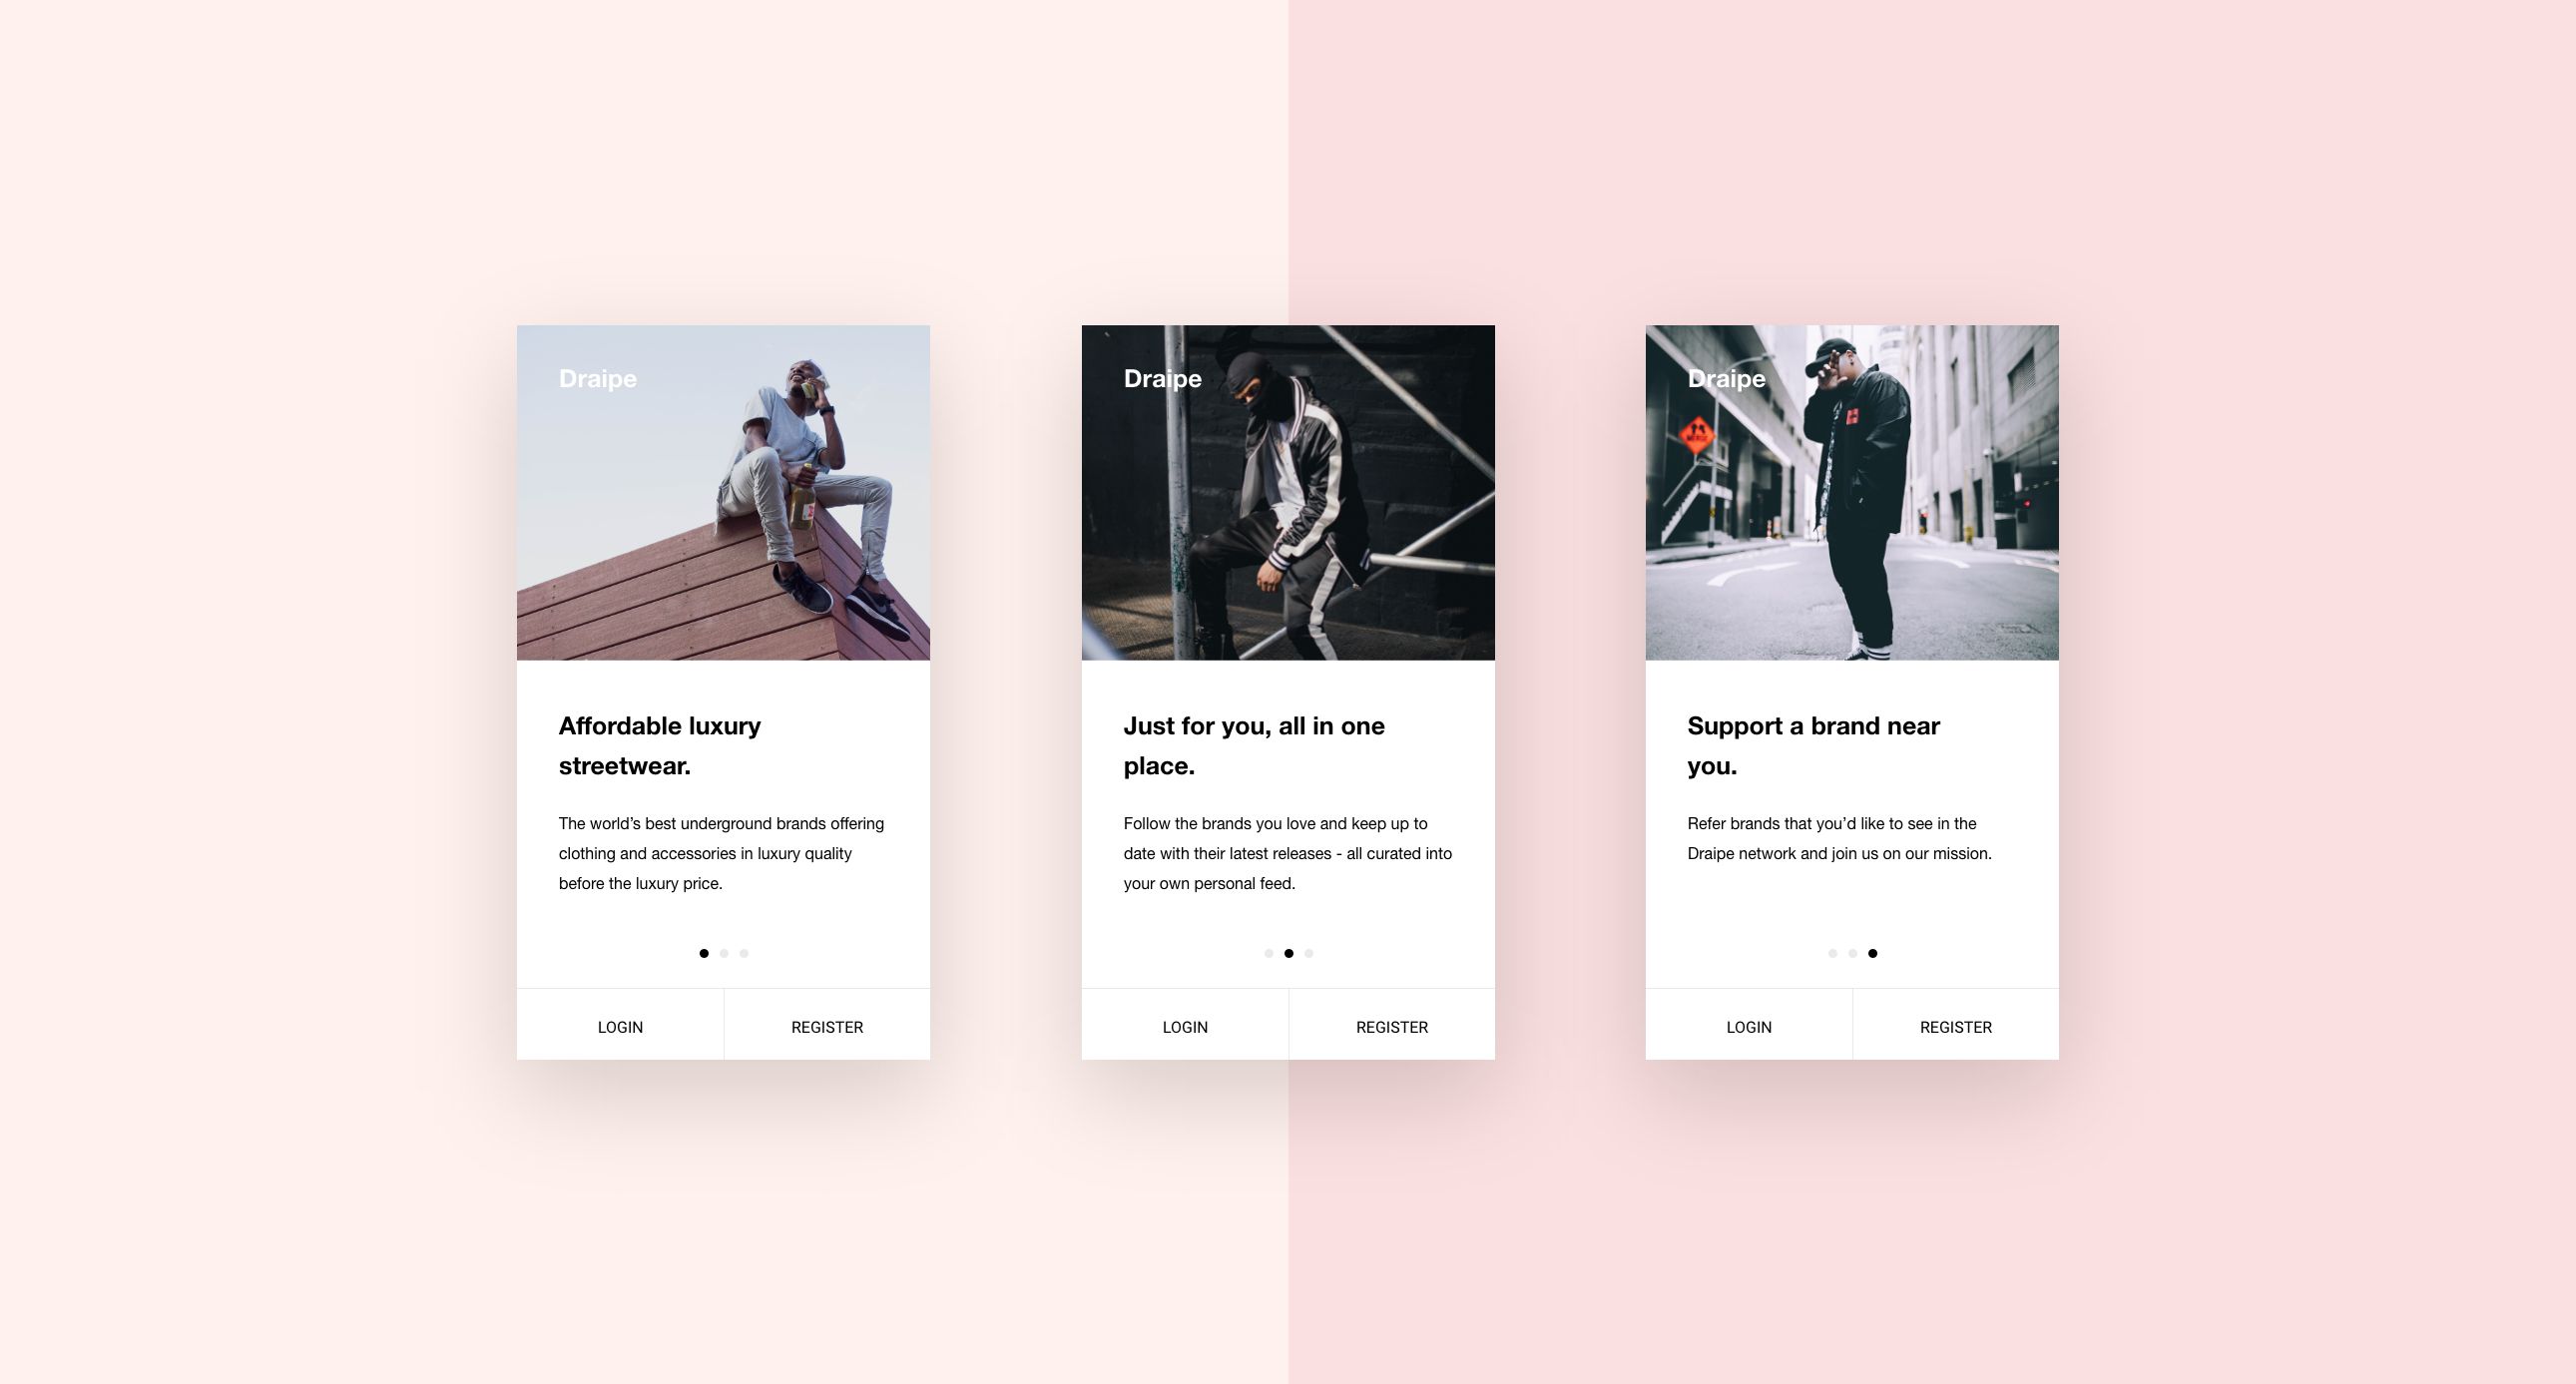 Draipe
Affordable luxury
streetwear.
The world’s best underground brands offering
clothing and accessories in luxury quality
before the luxury price.
LOGIN
REGISTER
Draipe
Just for you, all in one
place.
Follow the brands you love and keep up to
date with their latest releases - all curated into
your own personal feed.
LOGIN
REGISTER
Draipe
MERGE
Support a brand near
you.
Refer brands that you’d like to see in the
Draipe network and join us on our mission.
LOGIN
REGISTER